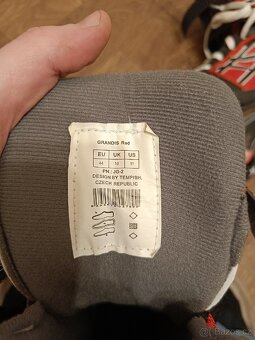 GRANDIS Red
EU UK US
44 10 11
PN.: JG-2
DESIGN BY TEMPISH,
CZECH REPUBLIC